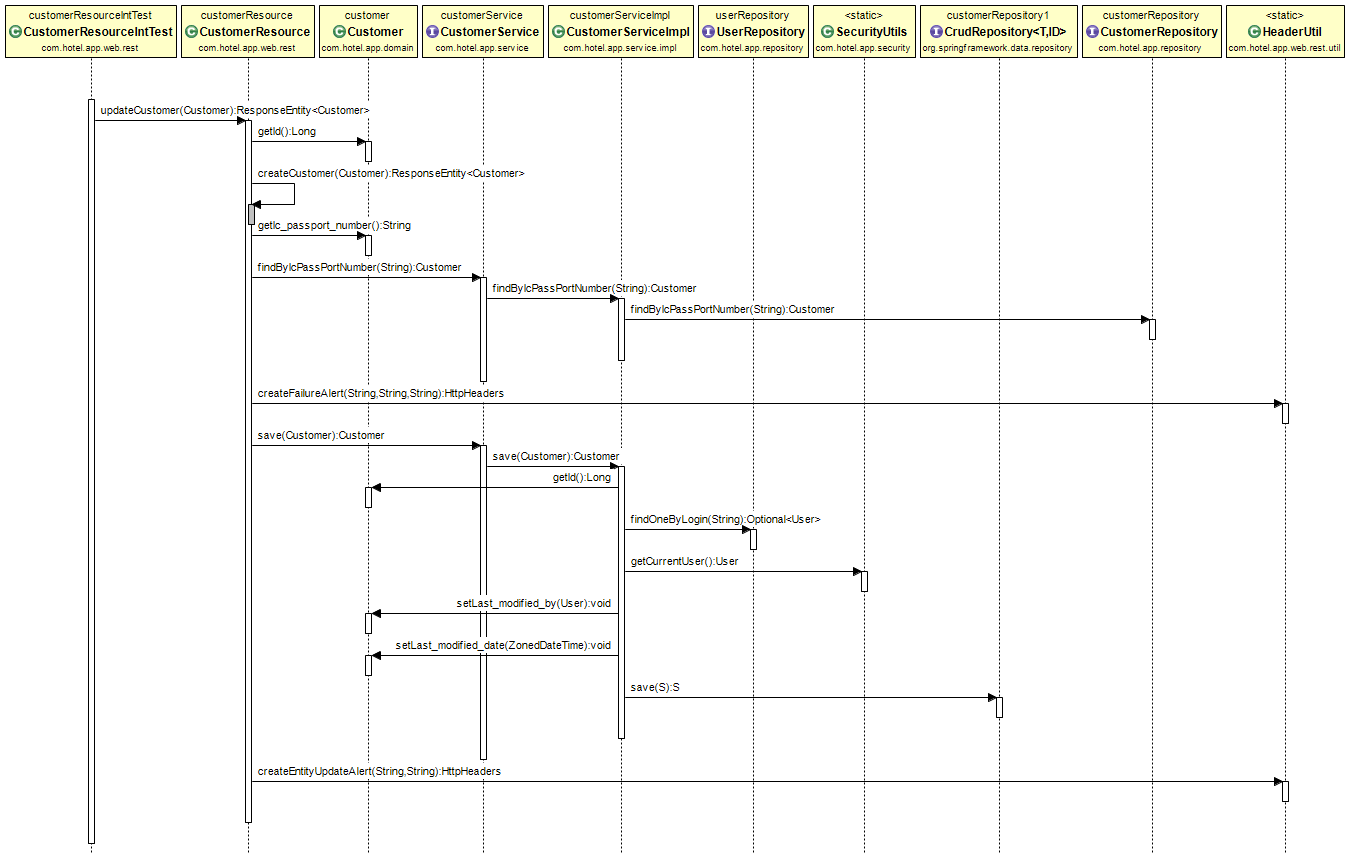 customerResourceIntTest
CustomerResourceIntTest
com.hotel.app.web.rest
customerResource
CustomerResource
com.hotel.app.web.rest
customer
Customer
com.hotel.app.domain
customerService
CustomerService
com.hotel.app.service
customerServiceImpl
CustomerServiceImpl
com.hotel.app.service.impl
userRepository
UserRepository
com.hotel.app.repository
<static>
SecurityUtils
com.hotel.app.security
customerRepository1
CrudRepository<T,ID>
org.springframework.data.repository
customerRepository
CustomerRepository
com.hotel.app.repository
<static>
HeaderUtil
com.hotel.app.web.rest.util
updateCustomer(Customer):ResponseEntity<Customer>
getId():Long
createCustomer(Customer):ResponseEntity<Customer>
getIc_passport_number():String
findByIcPassPortNumber(String):Customer
findByIcPassPortNumber(String):Customer
findByIcPassPortNumber(String):Customer
createFailureAlert(String,String,String):HttpHeaders
save(Customer):Customer
save(Customer):Customer
getId():Long
findOneByLogin(String):Optional<User>
getCurrentUser():User
setLast_modified_by(User):void
setLast_modified_date(ZonedDateTime):void
save(S):S
createEntityUpdateAlert(String,String):HttpHeaders